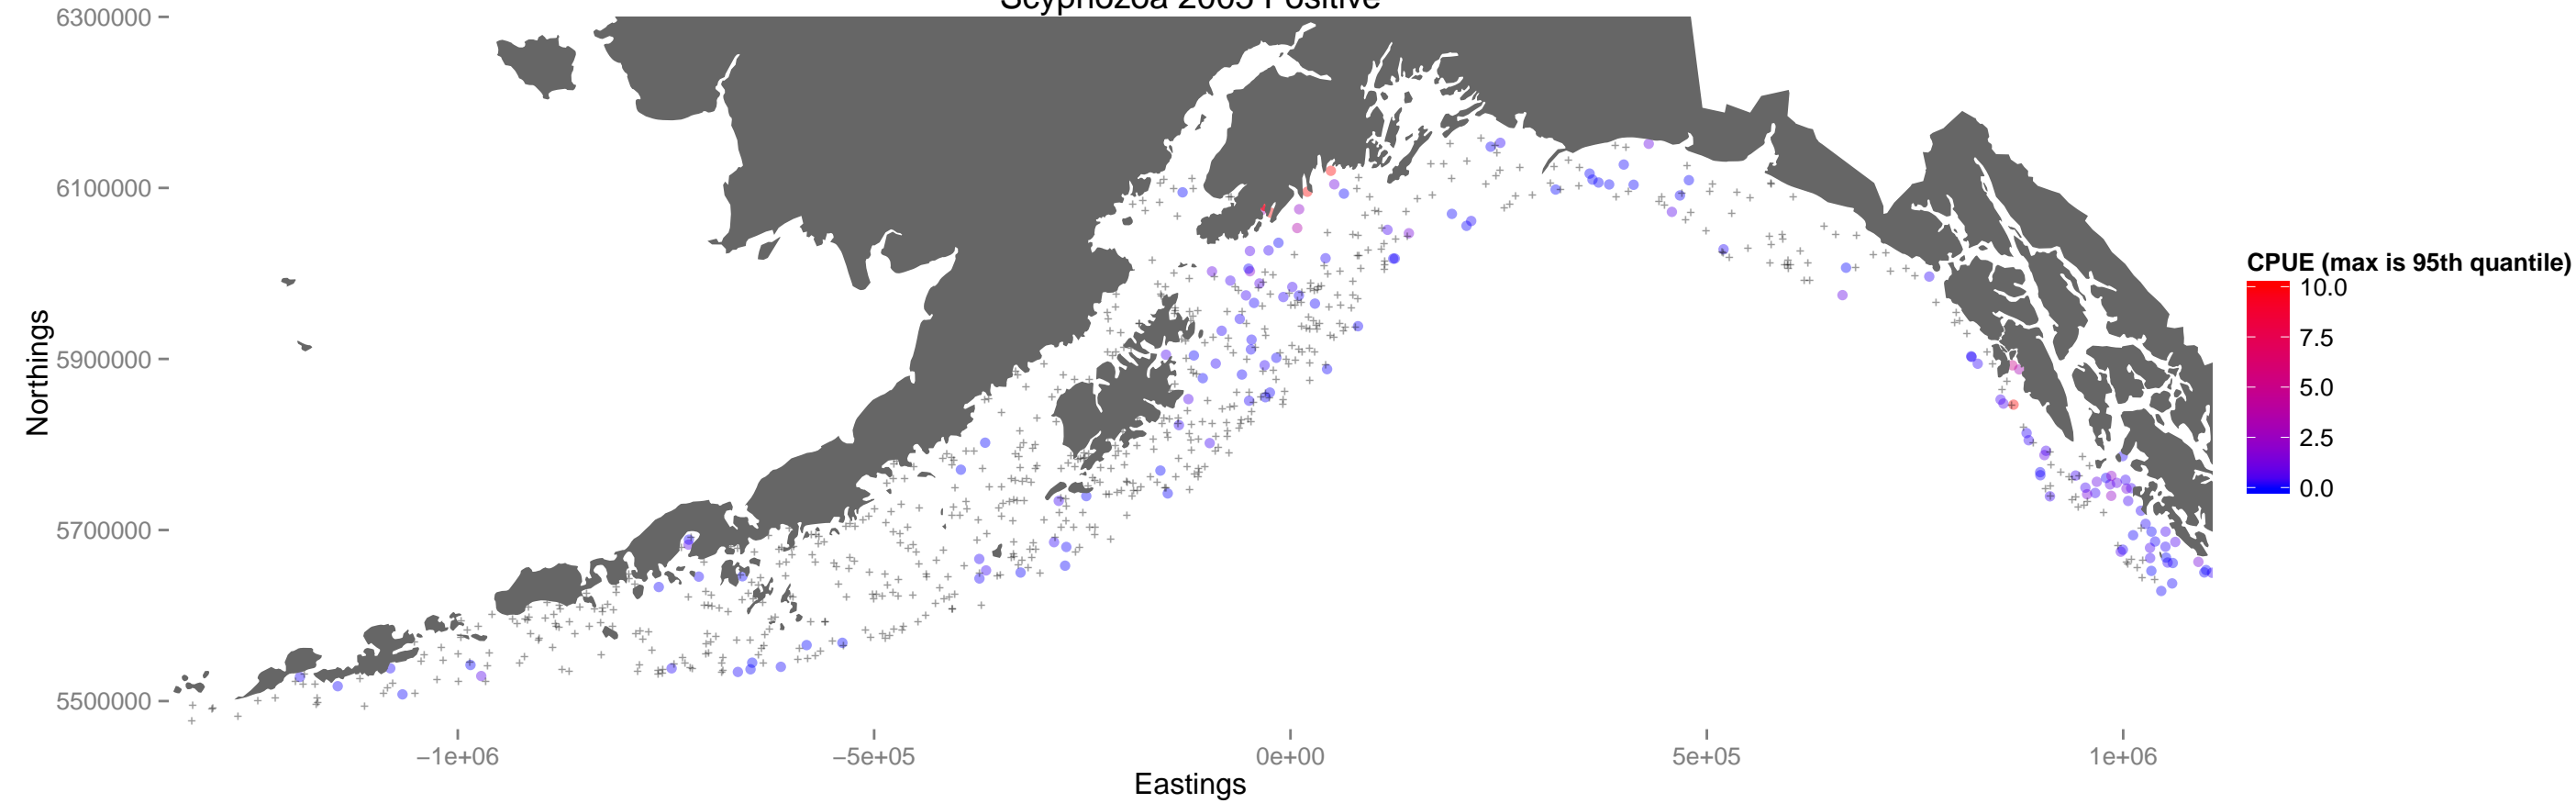 Scyphozoa 2005 Positive
6300000
6100000
5900000
5700000
5500000
Northings
−1e+06
−5e+05
0e+00
5e+05
1e+06
Eastings
CPUE (max is 95th quantile)
10.0
7.5
5.0
2.5
0.0